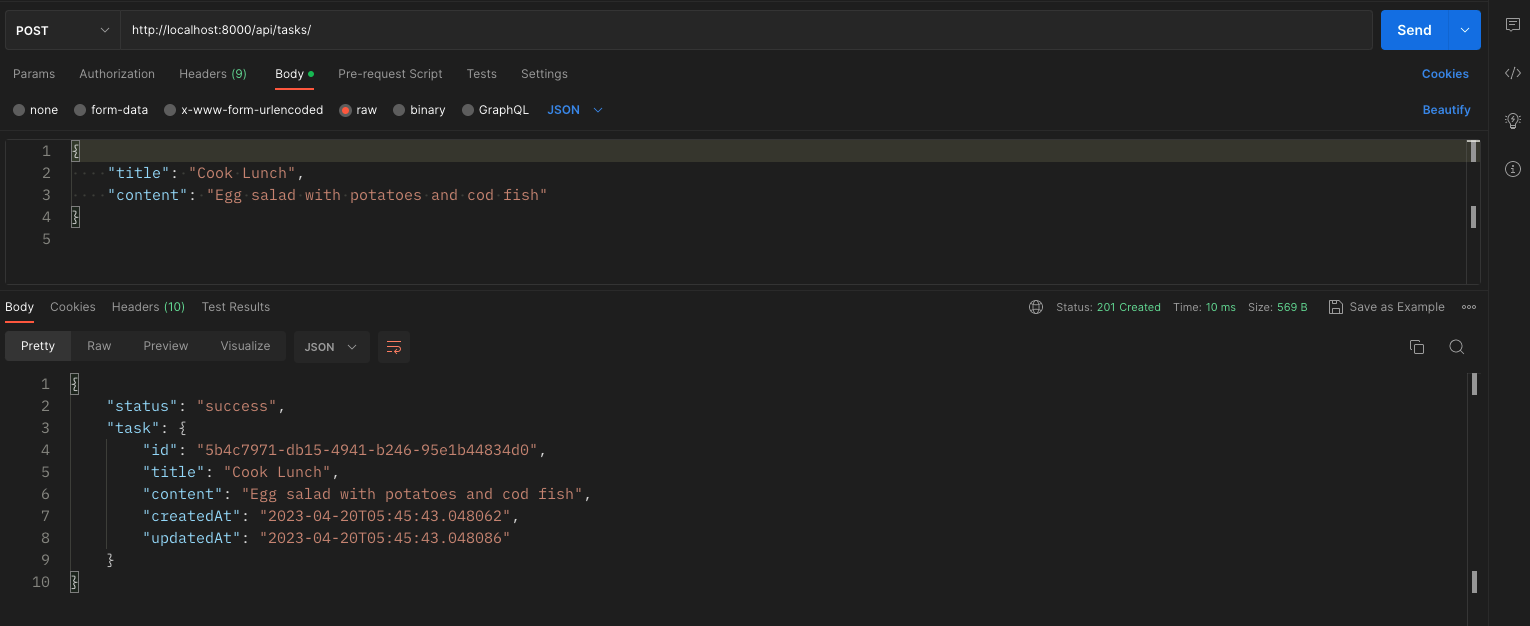 POST http://localhost:8000/api/tasks/ Send
Params Authorization Headers (9) Body Pre-request Script Tests Settings Cookies
none form-data x-www-form-urlencoded raw binary GraphQL JSON Beautify
1 {
2 "title": "Cook Lunch",
3 "content": "Egg salad with potatoes and cod fish"
4 }
5
Body Cookies Headers (10) Test Results Status: 201 Created Time: 10 ms Size: 569 B Save as Example
Pretty Raw Preview Visualize JSON
1 {
2 "status": "success",
3 "task": {
4 "id": "5b4c7971-db15-4941-b246-95e1b44834d0",
5 "title": "Cook Lunch",
6 "content": "Egg salad with potatoes and cod fish",
7 "createdAt": "2023-04-20T05:45:43.048062",
8 "updatedAt": "2023-04-20T05:45:43.048086"
9 }
10 }